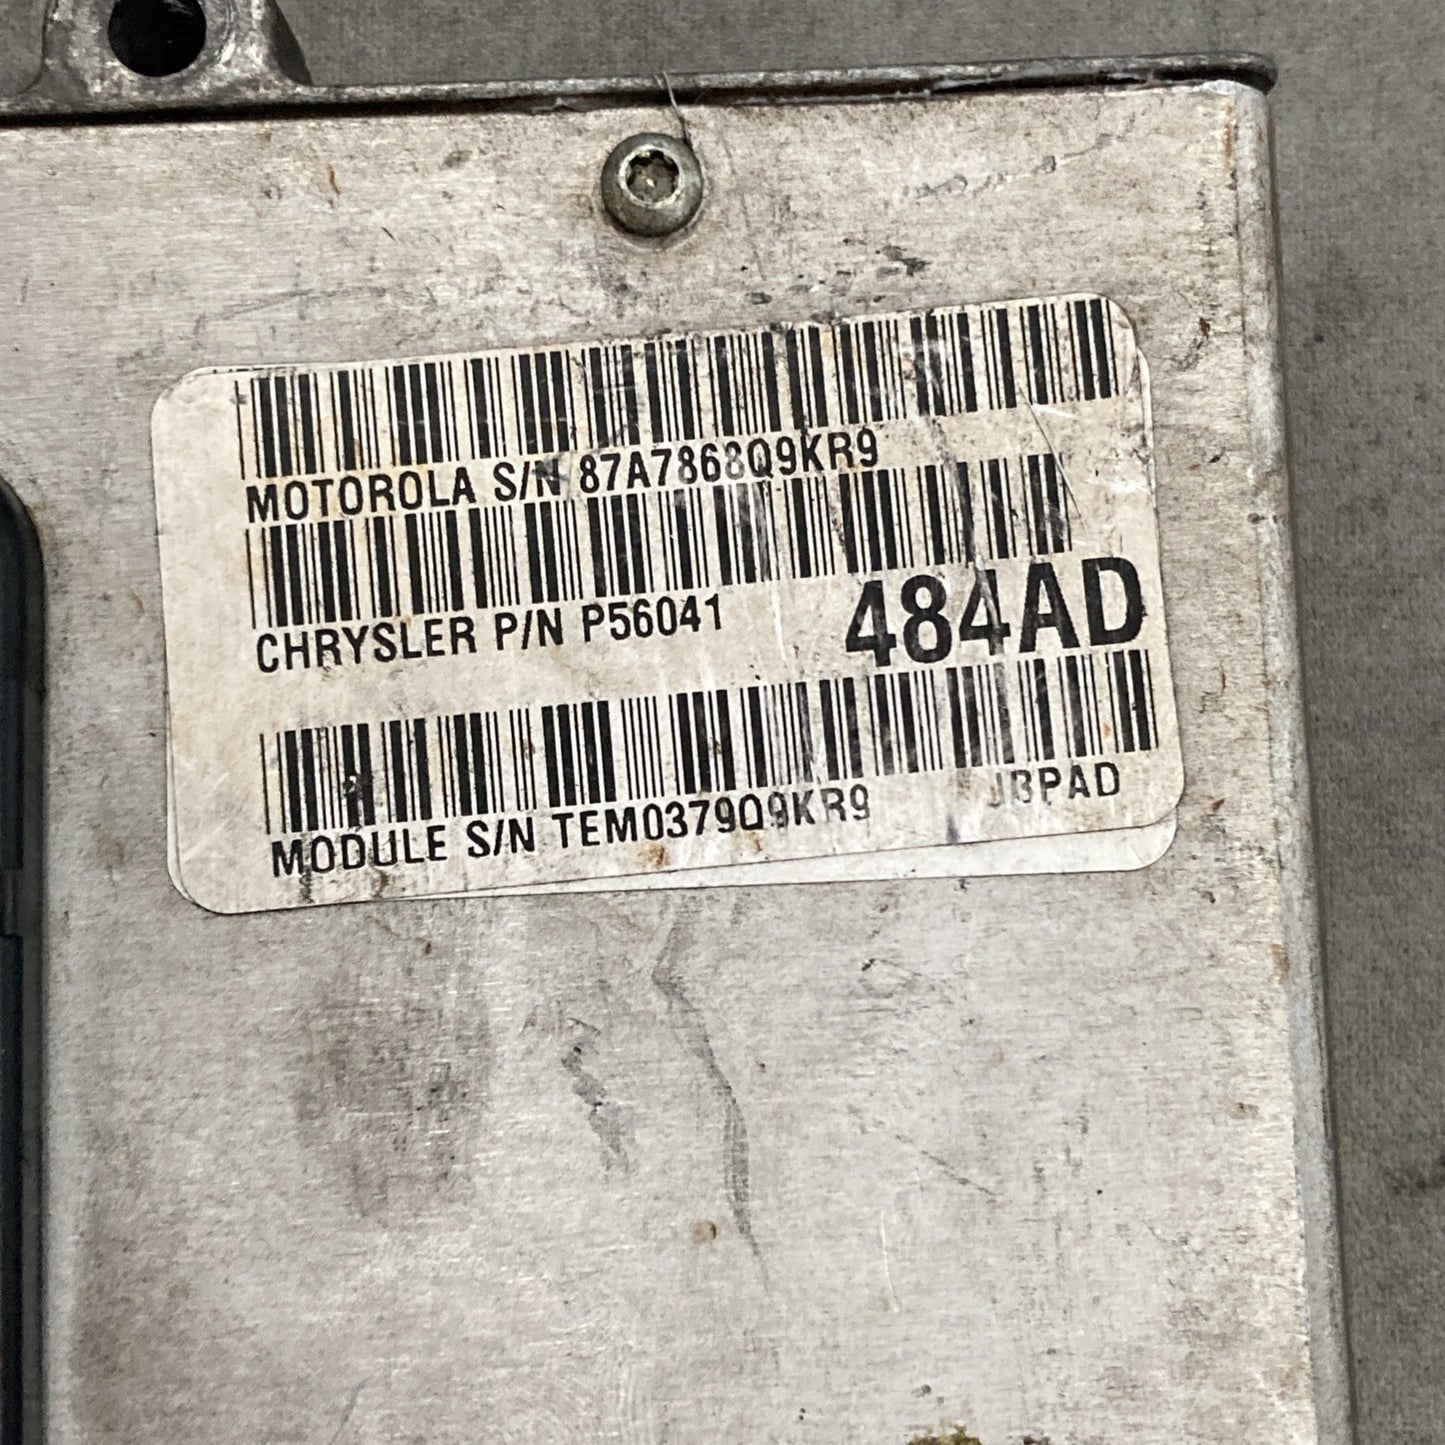 MOTOROLA S/N 87A7868Q9KR9
CHRYSLER P/N P56041 484AD
MODULE S/N TEM0379Q9KR9 JBPAD